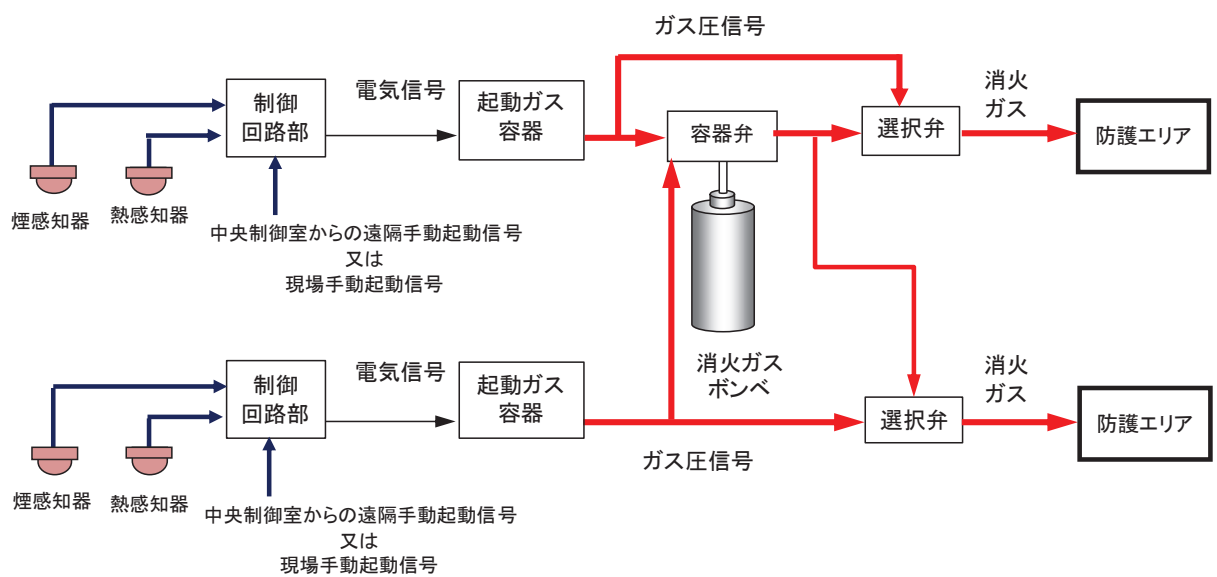 ガス圧信号
電気信号
消火
ガス
制御
回路部
起動ガス
容器
容器弁
選択弁
防護エリア
煙感知器
熱感知器
中央制御室からの遠隔手動起動信号
又は
現場手動起動信号
消火ガス
ボンベ
電気信号
消火
ガス
制御
回路部
起動ガス
容器
選択弁
防護エリア
ガス圧信号
煙感知器
熱感知器
中央制御室からの遠隔手動起動信号
又は
現場手動起動信号